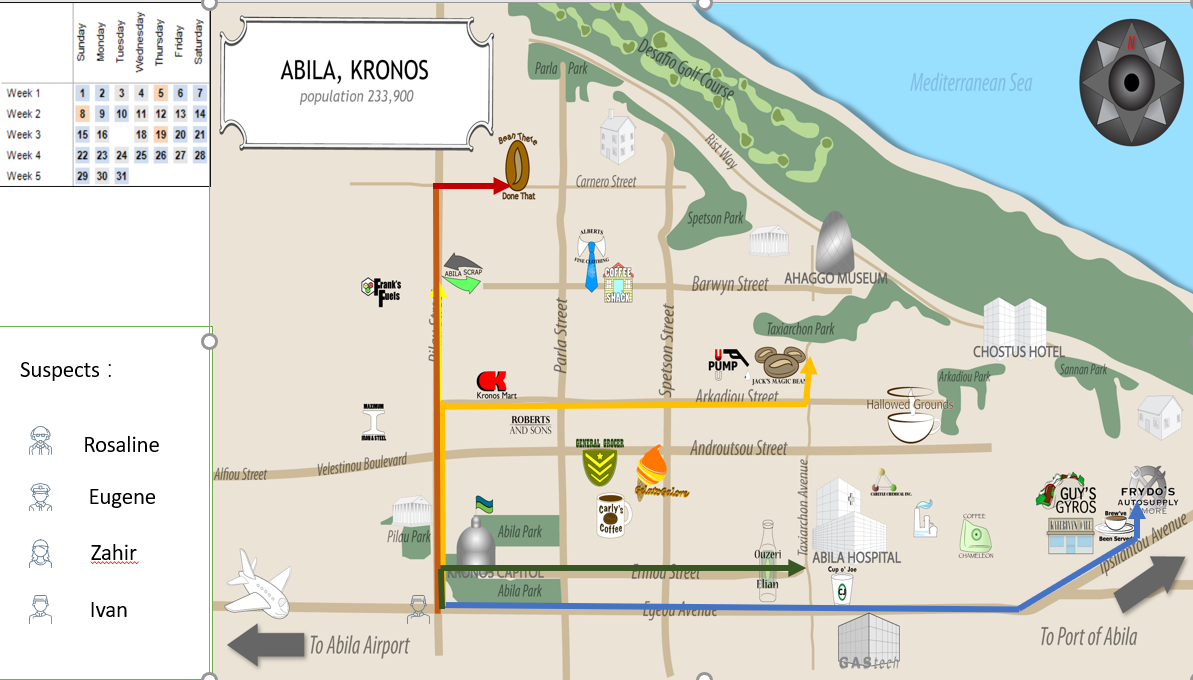 Sunday Monday Tuesday Wednesday Thursday Friday Saturday
Week 1 1 2 3 4 5 6 7
Week 2 8 9 10 11 12 13 14
Week 3 15 16 18 19 20 21
Week 4 22 23 24 25 26 27 28
Week 5 29 30 31
ABILA, KRONOS
population 233,900
Parla Park
Desafio Golf Course
Mediterranean Sea
N
Bean There
Done That
Carnero Street
Rist Way
Spetson Park
ALBERTS
FINE CLOTHING
COFFEE
SHACK
ABILA SCRAP
Frank's
Fuels
Barwyn Street
AHAGGO MUSEUM
Parla Street
Spetson Street
Taxiarchon Park
CHOSTUS HOTEL
U
PUMP
JACK'S MAGIC BEAN
Kronos Mart
Arkadiou Street
Arkadiou Park
Sannan Park
Hallowed Grounds
MAXIMUM
IRON & STEEL
ROBERTS
AND SONS
GENERAL GROCER
GelatoGalore
Androutsou Street
Alfiou Street
Velestinou Boulevard
Suspects :
Rosaline
Eugene
Zahir
Ivan
Pilau Park
Abila Park
KRONOS CAPITOL
Abila Park
Carly's
Coffee
Ouzeri
Elian
Taxiarchon Avenue
CARLYLE CHEMICAL INC.
ABILA HOSPITAL
Cup o' Joe
COFFEE
CHAMELEON
GUY'S
GYROS
FRYDO'S
AUTOSUPPLY
N MORE
Brew've
Been Served
Ipsilantou Avenue
Ermou Street
Egeou Avenue
To Abila Airport
GAStech
To Port of Abila